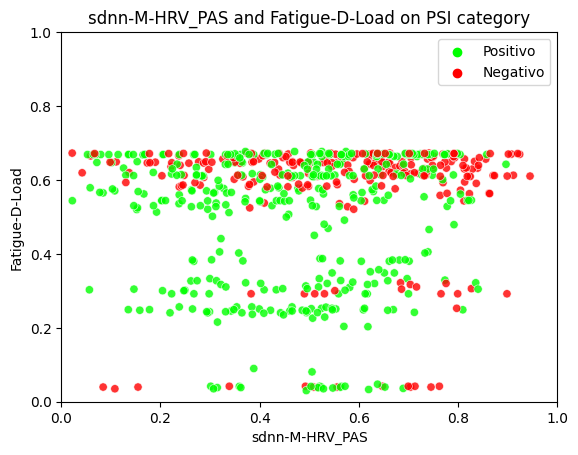 sdnn-M-HRV_PAS and Fatigue-D-Load on PSI category
1.0
0.8
0.6
0.4
0.2
0.0
Fatigue-D-Load
Positivo
Negativo
0.0 0.2 0.4 0.6 0.8 1.0
sdnn-M-HRV_PAS